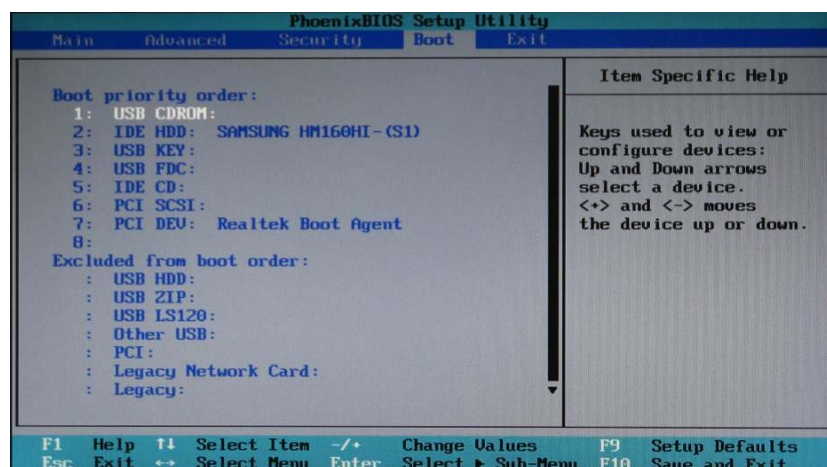 PhoenixBIOS Setup Utility
Main Advanced Security Boot Exit
Item Specific Help
Boot priority order:
1: USB CDROM:
2: IDE HDD: SAMSUNG HM160HI-(S1)
3: USB KEY:
4: USB FDC:
5: IDE CD:
6: PCI SCSI:
7: PCI DEV: Realtek Boot Agent
8:
Excluded from boot order:
: USB HDD:
: USB ZIP:
: USB LS120:
: Other USB:
: PCI:
: Legacy Network Card:
: Legacy:
Keys used to view or
configure devices:
Up and Down arrows
select a device.
<+> and <-> moves
the device up or down.
F1 Help ↑↓ Select Item -/+ Change Values F9 Setup Defaults
Esc Exit ↔ Select Menu Enter Select ▶ Sub-Menu F10 Save and Exit